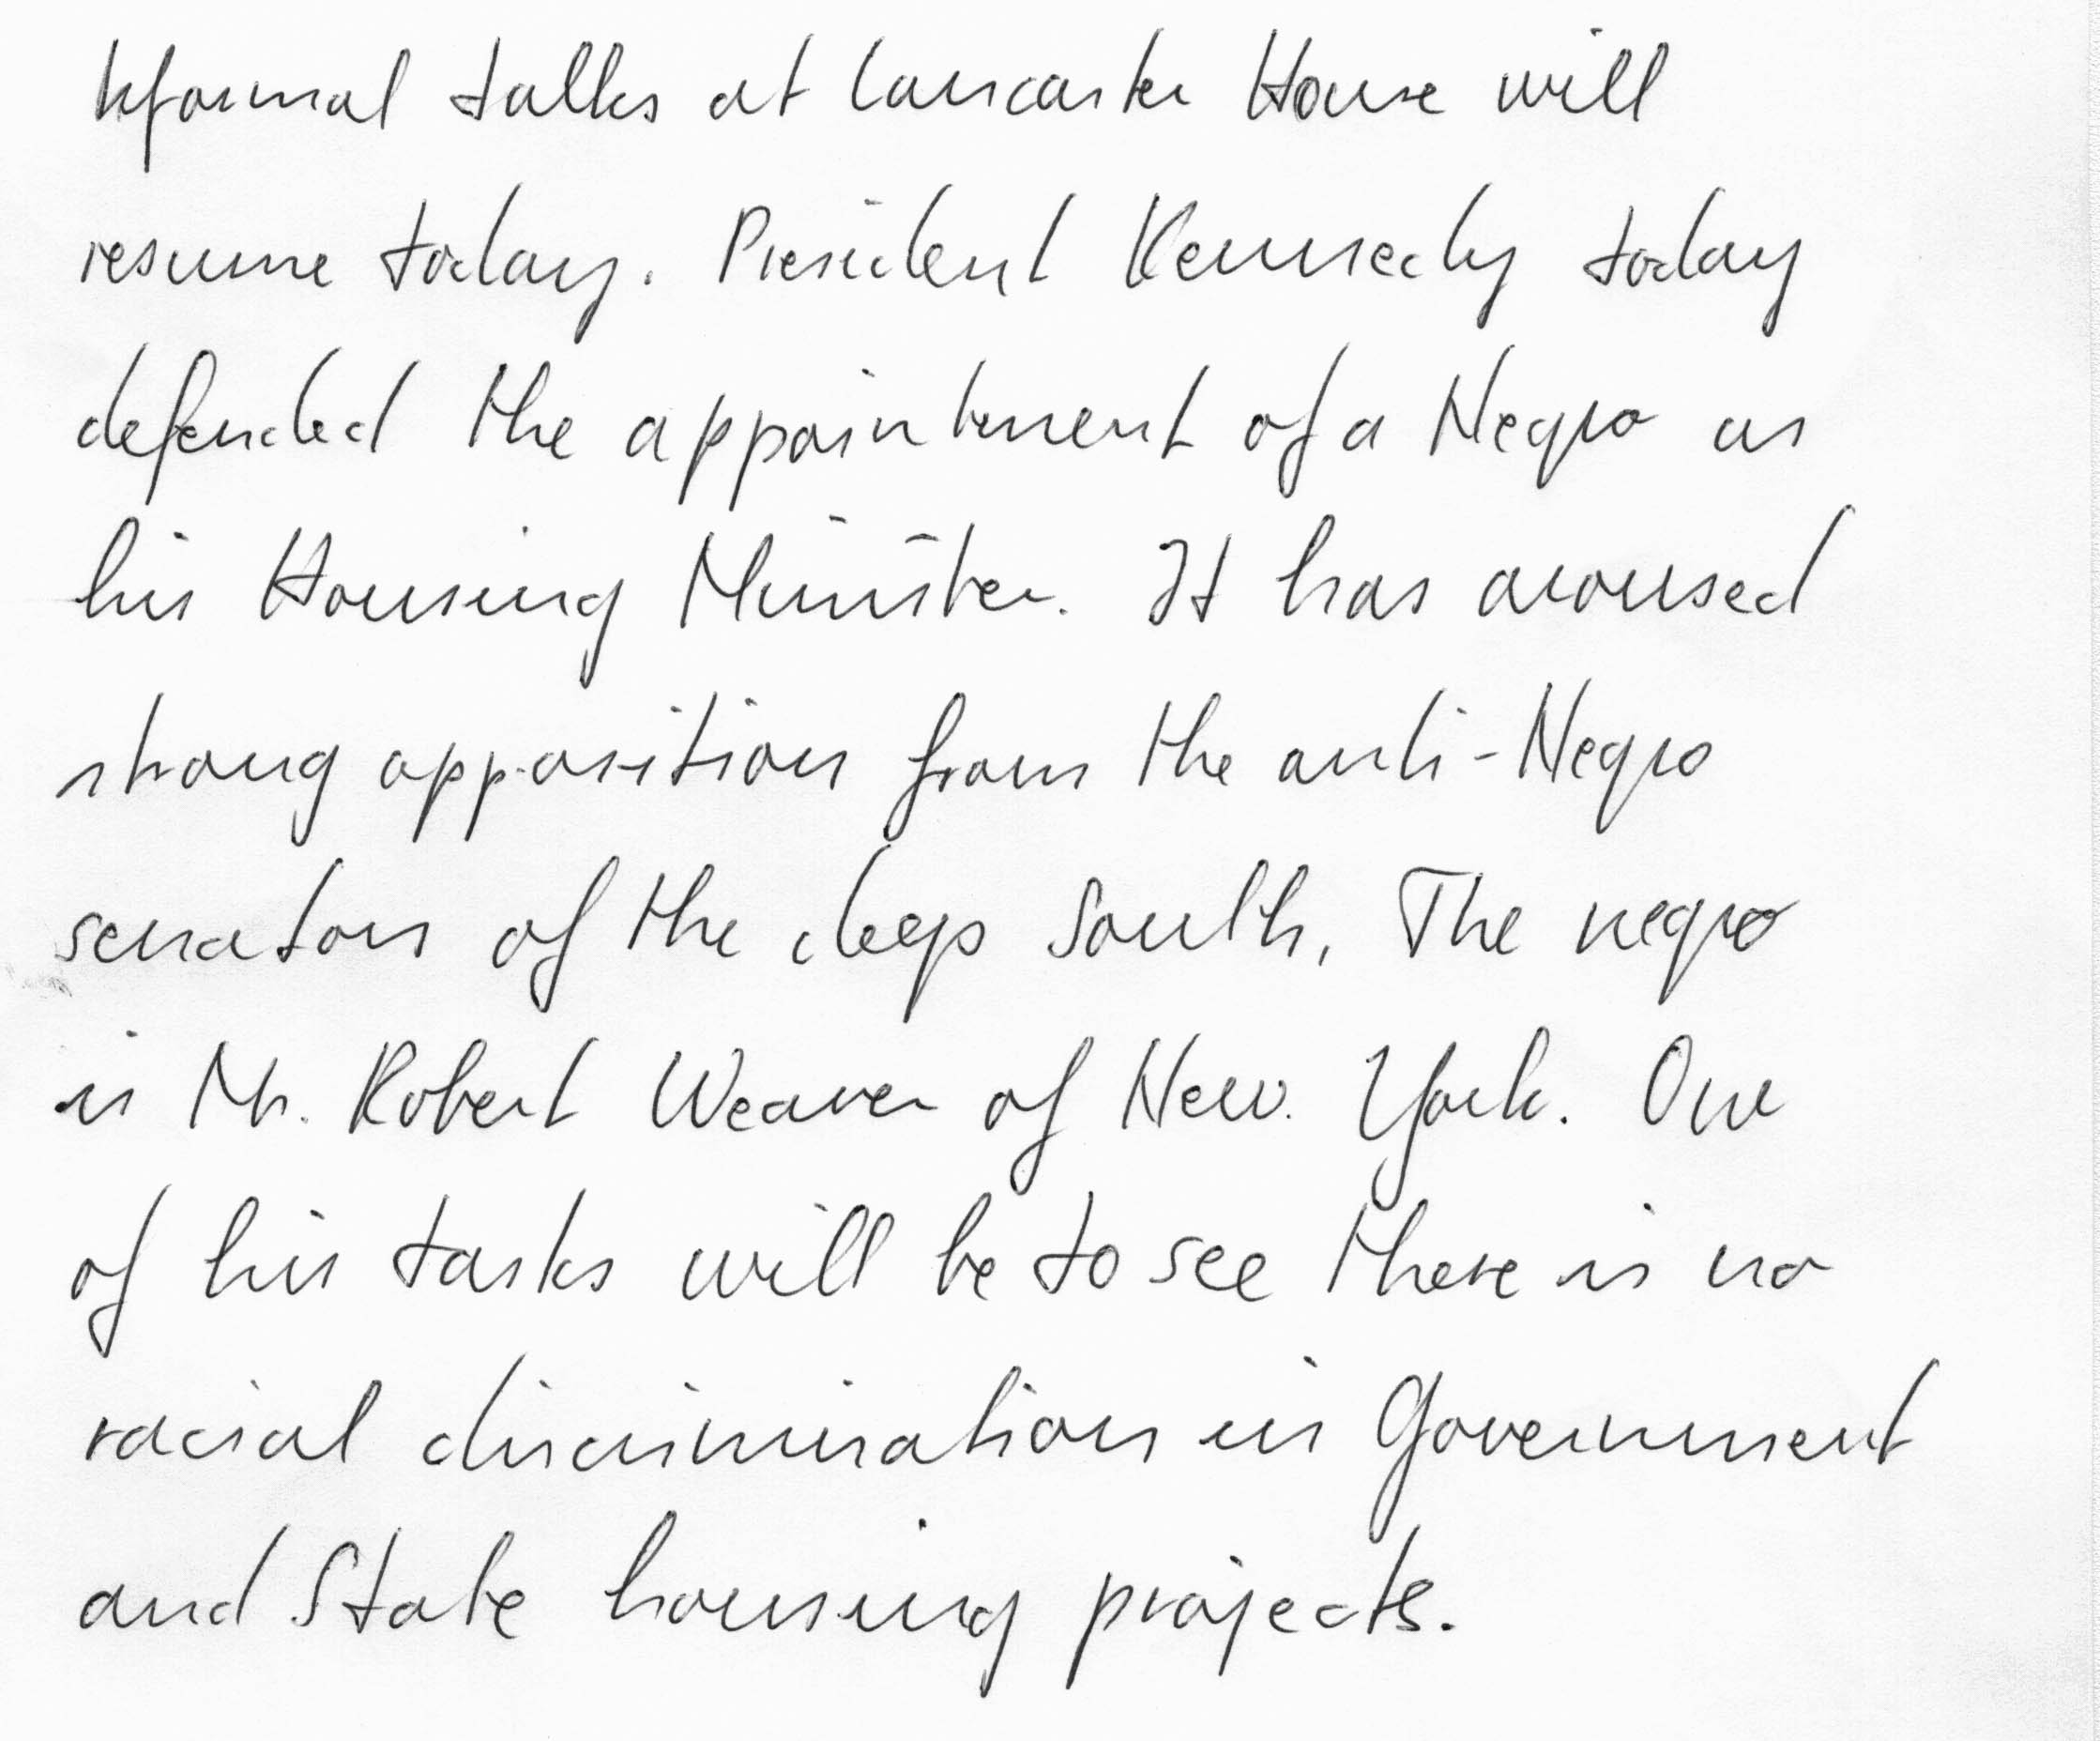 Informal talks at Lancaster House will
resume today. President Kennedy today
defended the appointment of a Negro as
his Housing Minister. It has aroused
strong opposition from the anti-Negro
senators of the deep South. The negro
is Mr. Robert Weaver of New York. One
of his tasks will be to see there is no
racial discrimination in Government
and State housing projects.